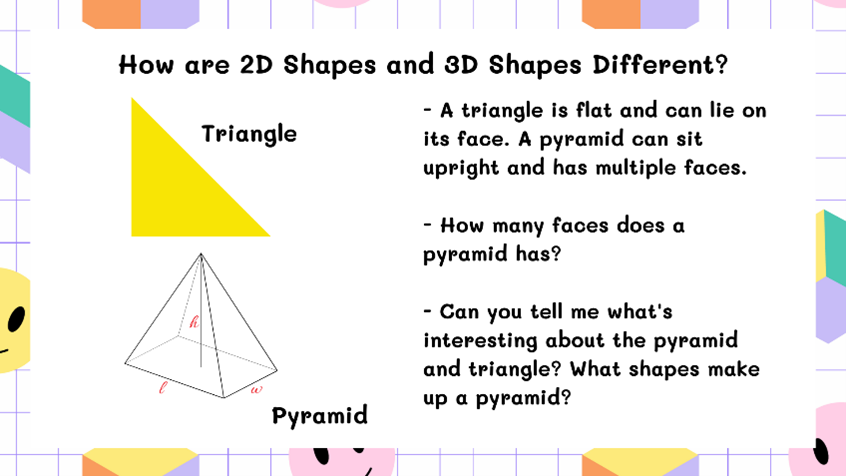 How are 2D Shapes and 3D Shapes Different?
Triangle
h
l
w
Pyramid
- A triangle is flat and can lie on
its face. A pyramid can sit
upright and has multiple faces.
- How many faces does a
pyramid has?
- Can you tell me what's
interesting about the pyramid
and triangle? What shapes make
up a pyramid?